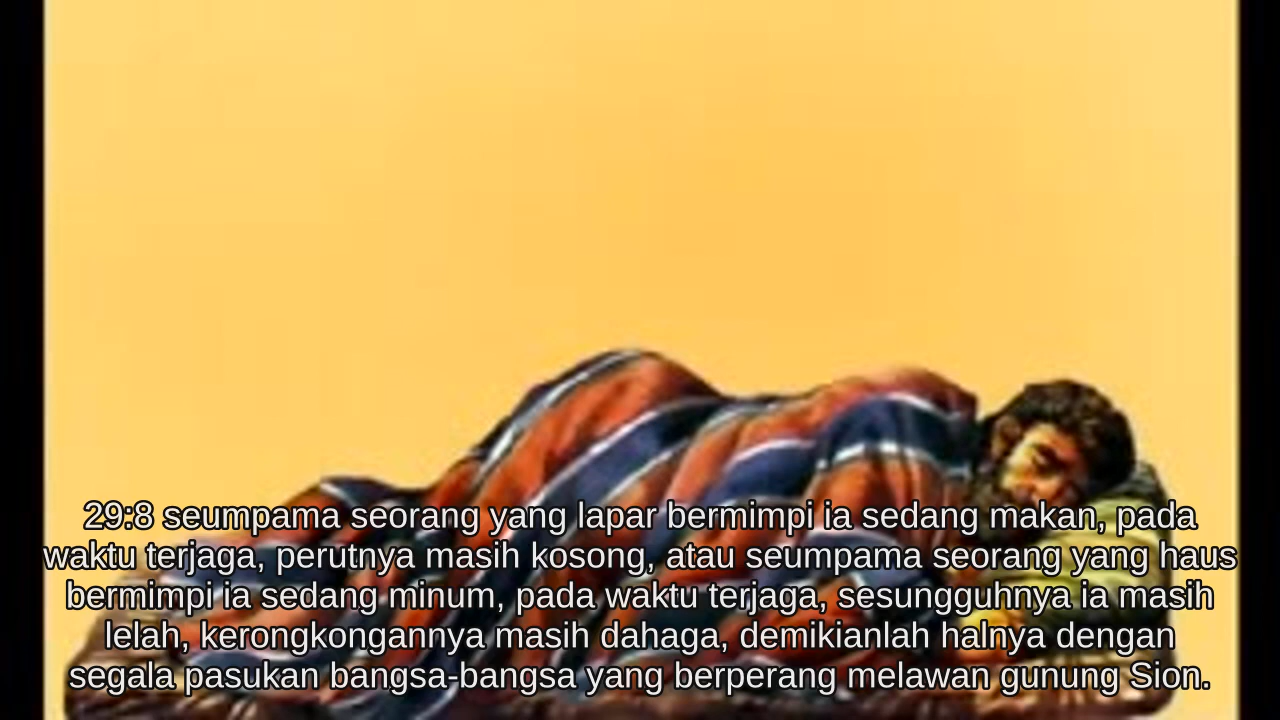 29:8 seumpama seorang yang lapar bermimpi ia sedang makan, pada
waktu terjaga, perutnya masih kosong, atau seumpama seorang yang haus
bermimpi ia sedang minum, pada waktu terjaga, sesungguhnya ia masih
lelah, kerongkongannya masih dahaga, demikianlah halnya dengan
segala pasukan bangsa-bangsa yang berperang melawan gunung Sion.